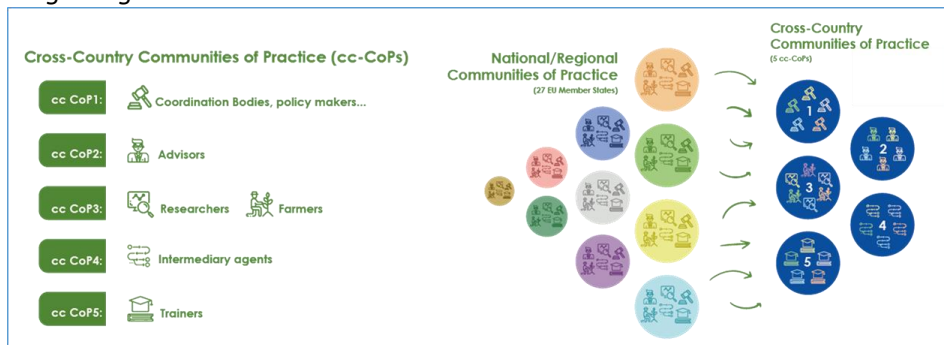 Cross-Country Communities of Practice (cc-CoPs)
cc CoP1:
Coordination Bodies, policy makers...
cc CoP2:
Advisors
cc CoP3:
Researchers
Farmers
cc CoP4:
Intermediary agents
cc CoP5:
Trainers
National/Regional
Communities of Practice
(27 EU Member States)
Cross-Country
Communities of Practice
(5 cc-CoPs)
1
2
3
4
5